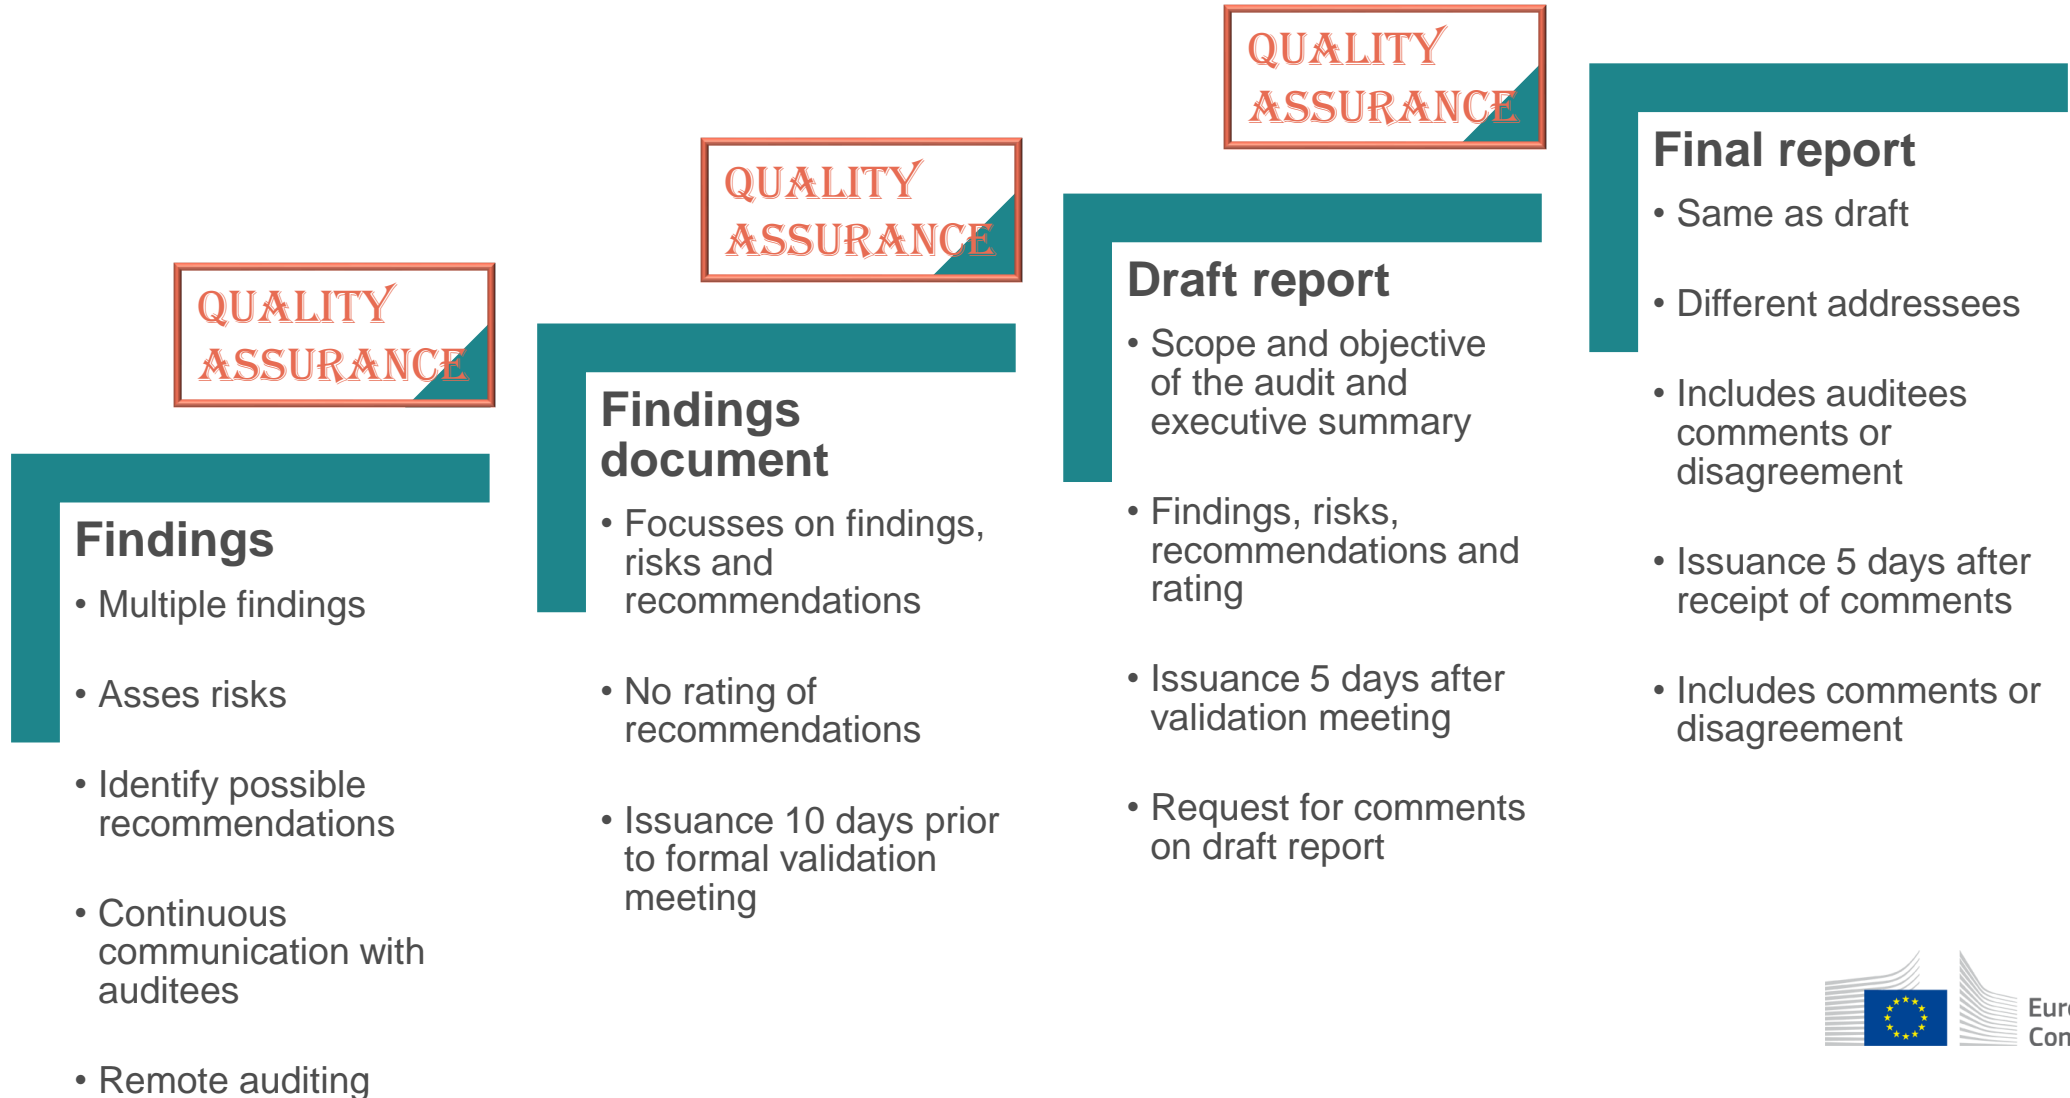 QUALITY
ASSURANCE
Findings
• Multiple findings
• Asses risks
• Identify possible
recommendations
• Continuous
communication with
auditees
• Remote auditing
QUALITY
ASSURANCE
Findings
document
• Focusses on findings,
risks and
recommendations
• No rating of
recommendations
• Issuance 10 days prior
to formal validation
meeting
QUALITY
ASSURANCE
Draft report
• Scope and objective
of the audit and
executive summary
• Findings, risks,
recommendations and
rating
• Issuance 5 days after
validation meeting
• Request for comments
on draft report
Final report
• Same as draft
• Different addressees
• Includes auditees
comments or
disagreement
• Issuance 5 days after
receipt of comments
• Includes comments or
disagreement